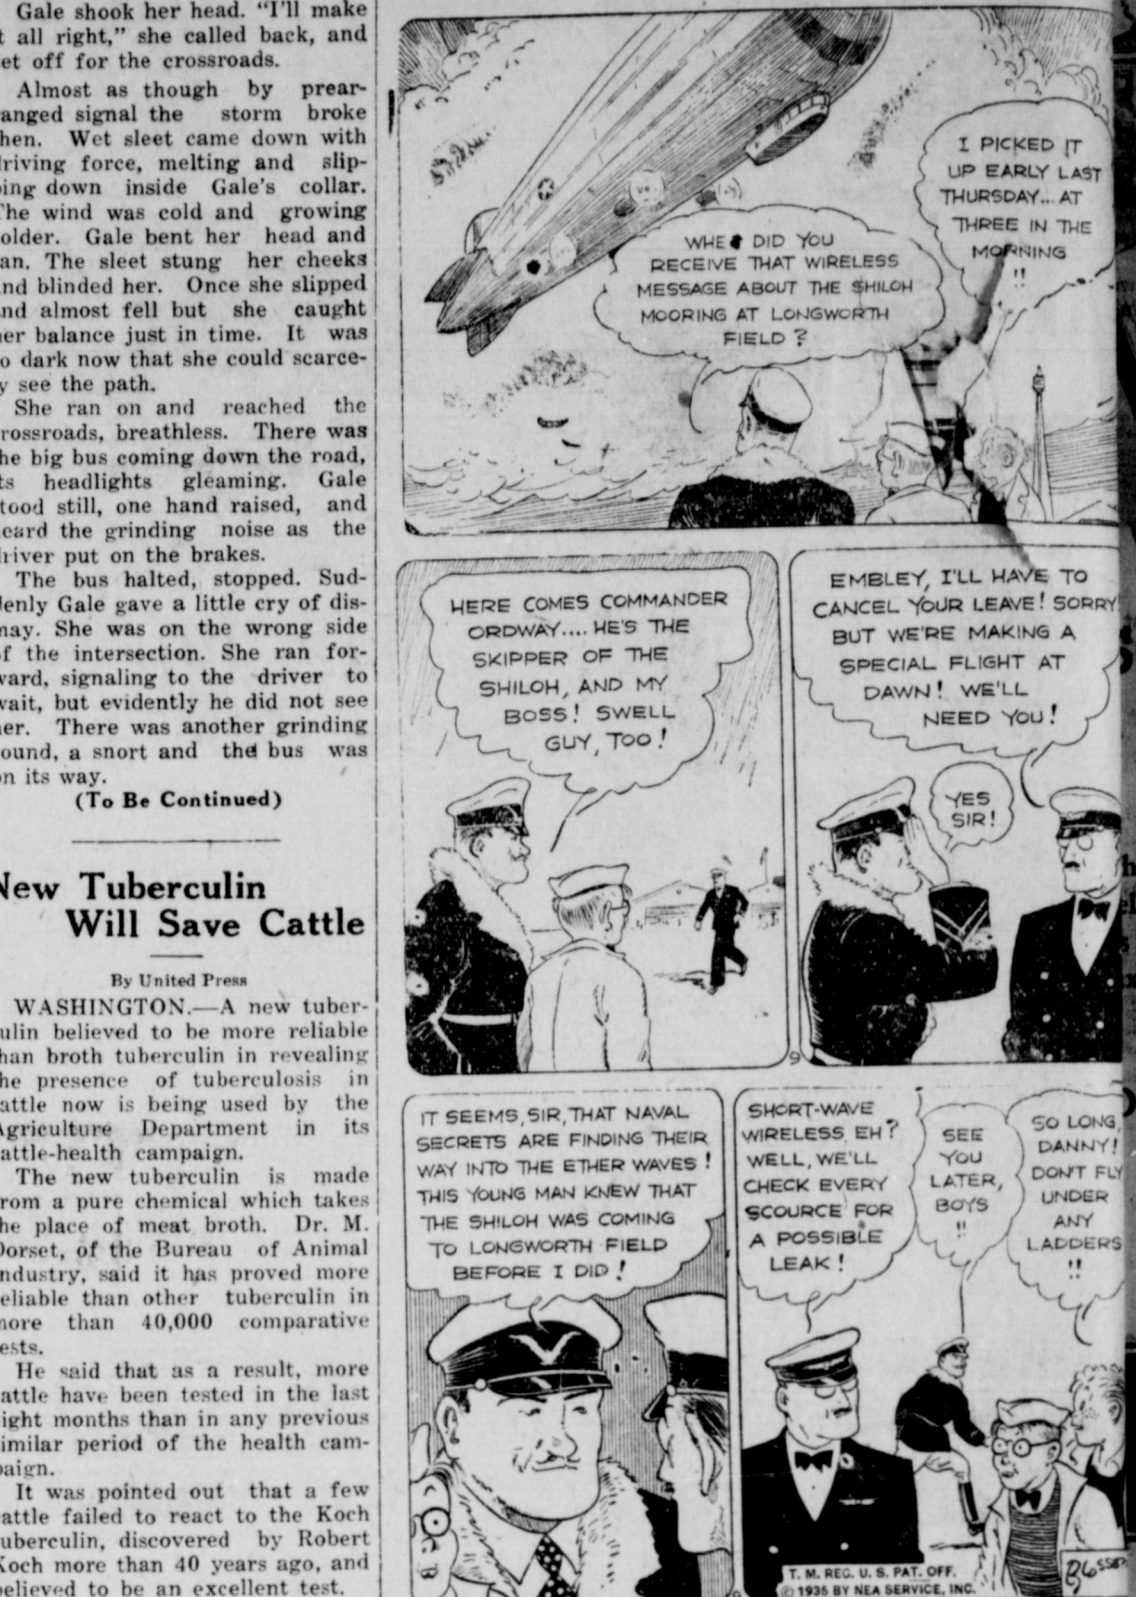 Gale shook her head. "I'll make
t all right," she called back, and
et off for the crossroads.
Almost as though by prear-
anged signal the storm broke
hen. Wet sleet came down with
riving force, melting and slip-
ing down inside Gale's collar.
The wind was cold and growing
older. Gale bent her head and
an. The sleet stung her cheeks
nd blinded her. Once she slipped
nd almost fell but she caught
er balance just in time. It was
o dark now that she could scarce-
y see the path.
She ran on and reached the
rossroads, breathless. There was
he big bus coming down the road,
ts headlights gleaming. Gale
tood still, one hand raised, and
eard the grinding noise as the
driver put on the brakes.
The bus halted, stopped. Sud-
denly Gale gave a little cry of dis-
may. She was on the wrong side
of the intersection. She ran for-
ward, signaling to the driver to
wait, but evidently he did not see
her. There was another grinding
ound, a snort and the bus was
on its way.
(To Be Continued)
New Tuberculin
Will Save Cattle
By United Press
WASHINGTON.—A new tuber-
ulin believed to be more reliable
han broth tuberculin in revealing
he presence of tuberculosis in
attle now is being used by the
Agriculture Department in its
attle-health campaign.
The new tuberculin is made
rom a pure chemical which takes
he place of meat broth. Dr. M.
Dorset, of the Bureau of Animal
Industry, said it has proved more
eliable than other tuberculin in
more than 40,000 comparative
ests.
He said that as a result, more
attle have been tested in the last
ight months than in any previous
similar period of the health cam-
paign.
It was pointed out that a few
attle failed to react to the Koch
tuberculin, discovered by Robert
Koch more than 40 years ago, and
believed to be an excellent test.
WHE DID YOU
RECEIVE THAT WIRELESS
MESSAGE ABOUT THE SHILOH
MOORING AT LONGWORTH
FIELD?
I PICKED IT
UP EARLY LAST
THURSDAY... AT
THREE IN THE
MORNING
!!
HERE COMES COMMANDER
ORDWAY.... HE'S THE
SKIPPER OF THE
SHILOH, AND MY
BOSS! SWELL
GUY, TOO!
9
EMBLEY, I'LL HAVE TO
CANCEL YOUR LEAVE! SORRY
BUT WE'RE MAKING A
SPECIAL FLIGHT AT
DAWN! WE'LL
NEED YOU!
YES
SIR!
IT SEEMS, SIR, THAT NAVAL
SECRETS ARE FINDING THEIR
WAY INTO THE ETHER WAVES!
THIS YOUNG MAN KNEW THAT
THE SHILOH WAS COMING
TO LONGWORTH FIELD
BEFORE I DID!
SHORT-WAVE
WIRELESS, EH?
WELL, WE'LL
CHECK EVERY
SCOURCE FOR
A POSSIBLE
LEAK!
SEE
YOU
LATER,
BOYS
!!
SO LONG,
DANNY!
DON'T FLY
UNDER
ANY
LADDERS
!!
T. M. REG. U. S. PAT. OFF.
© 1935 BY NEA SERVICE, INC.